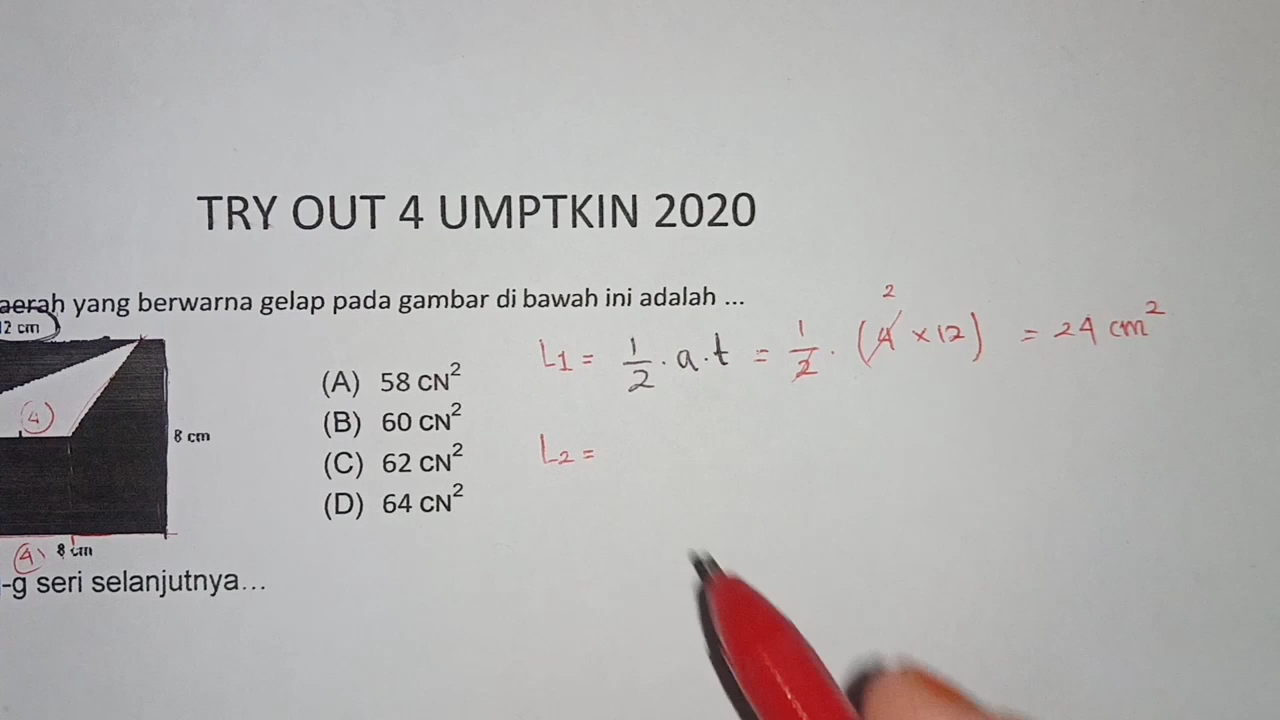 TRY OUT 4 UMPTKIN 2020
aerah yang berwarna gelap pada gambar di bawah ini adalah ...
2 cm
(4)
8 cm
(4) 8 cm
(A) 58 CN²
(B) 60 CN²
(C) 62 CN²
(D) 64 CN²
L1 = 1/2 . a . t = 1/2 . (4 × 12) = 24 cm²
2
L2 =
-g seri selanjutnya...